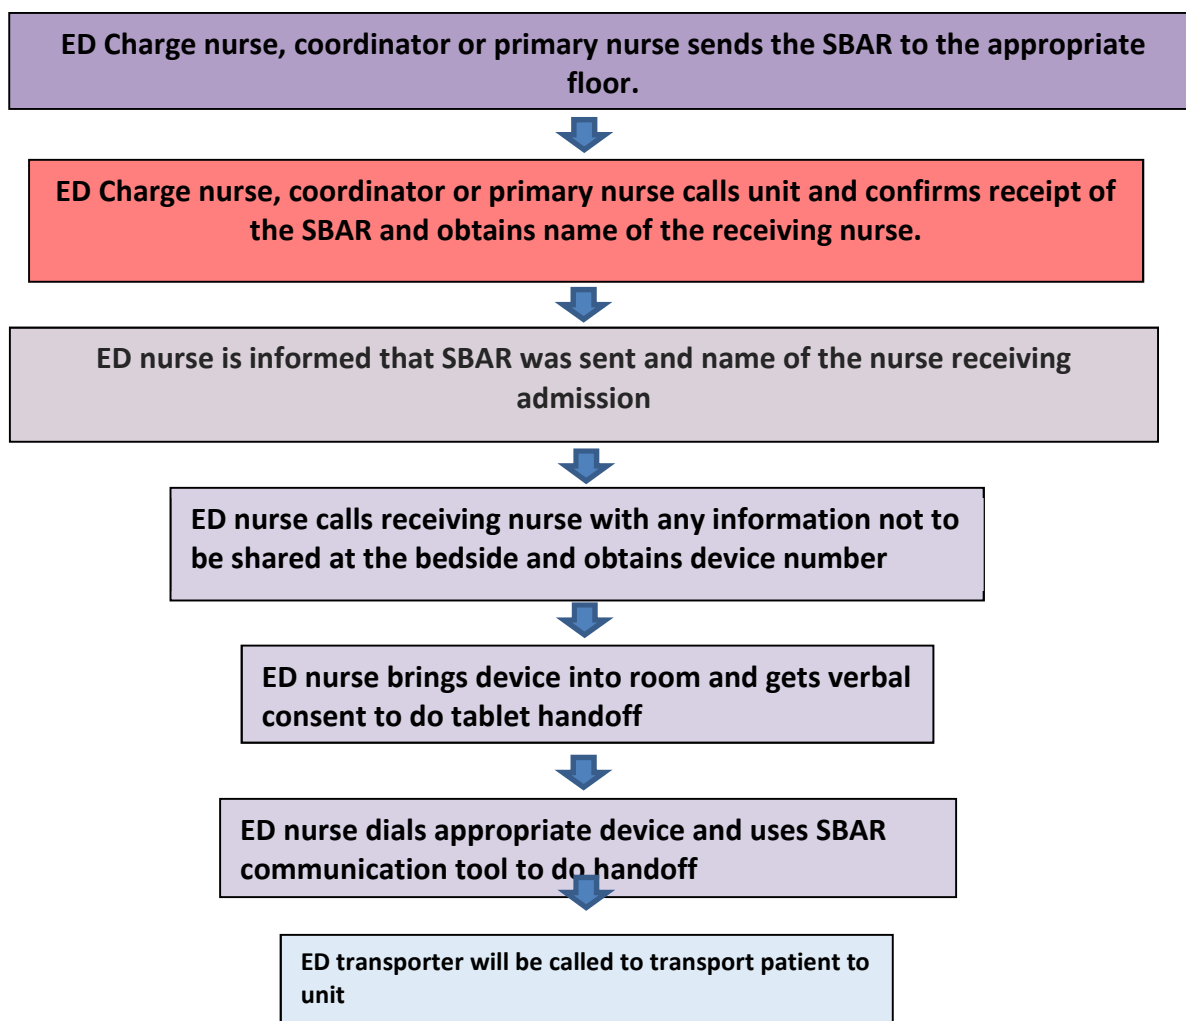 ED Charge nurse, coordinator or primary nurse sends the SBAR to the appropriate
floor.
ED Charge nurse, coordinator or primary nurse calls unit and confirms receipt of
the SBAR and obtains name of the receiving nurse.
ED nurse is informed that SBAR was sent and name of the nurse receiving
admission
ED nurse calls receiving nurse with any information not to
be shared at the bedside and obtains device number
ED nurse brings device into room and gets verbal
consent to do tablet handoff
ED nurse dials appropriate device and uses SBAR
communication tool to do handoff
ED transporter will be called to transport patient to
unit